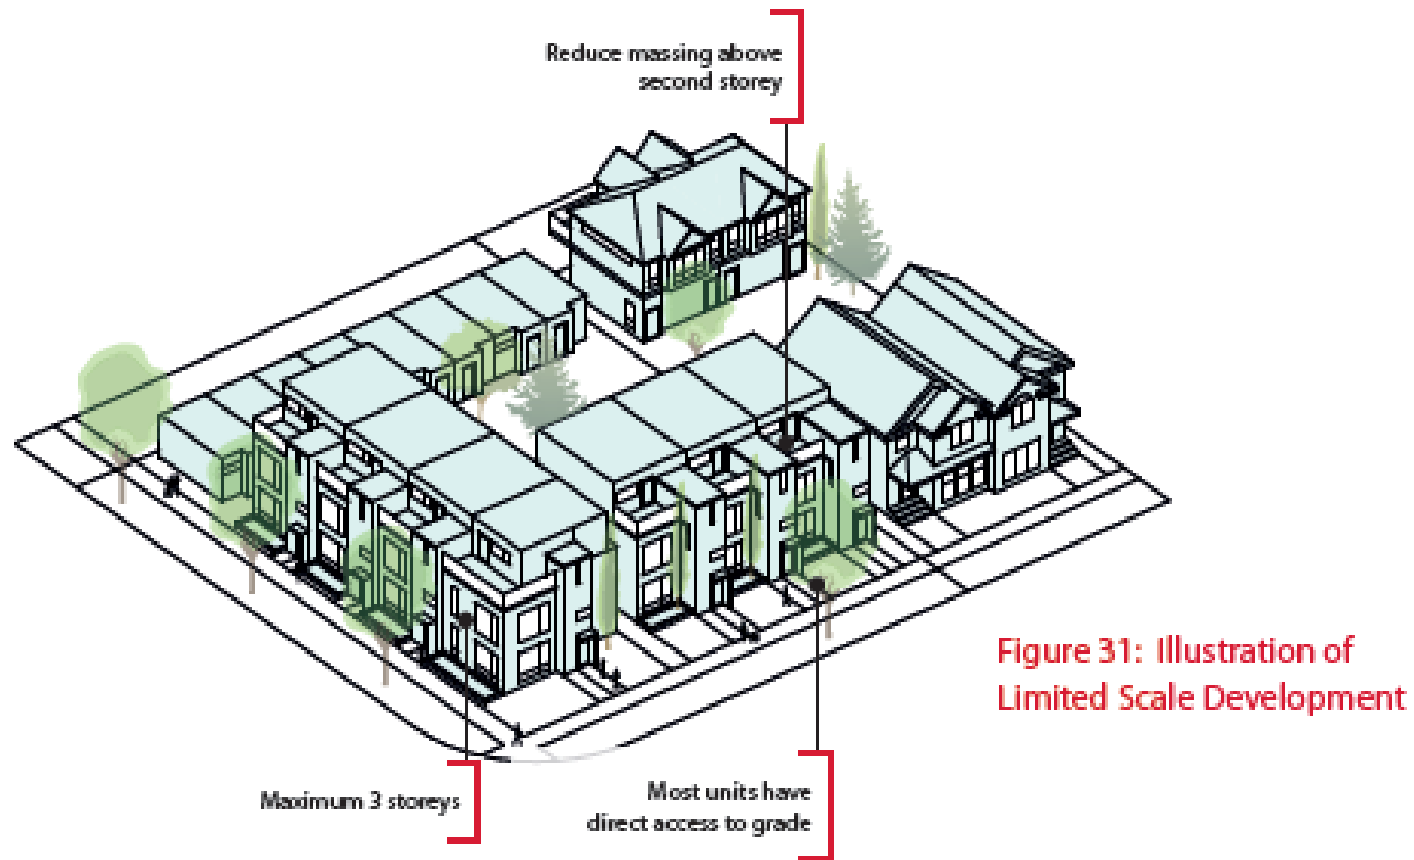 Reduce massing above
second storey
Figure 31: Illustration of
Limited Scale Development
Maximum 3 storeys
Most units have
direct access to grade